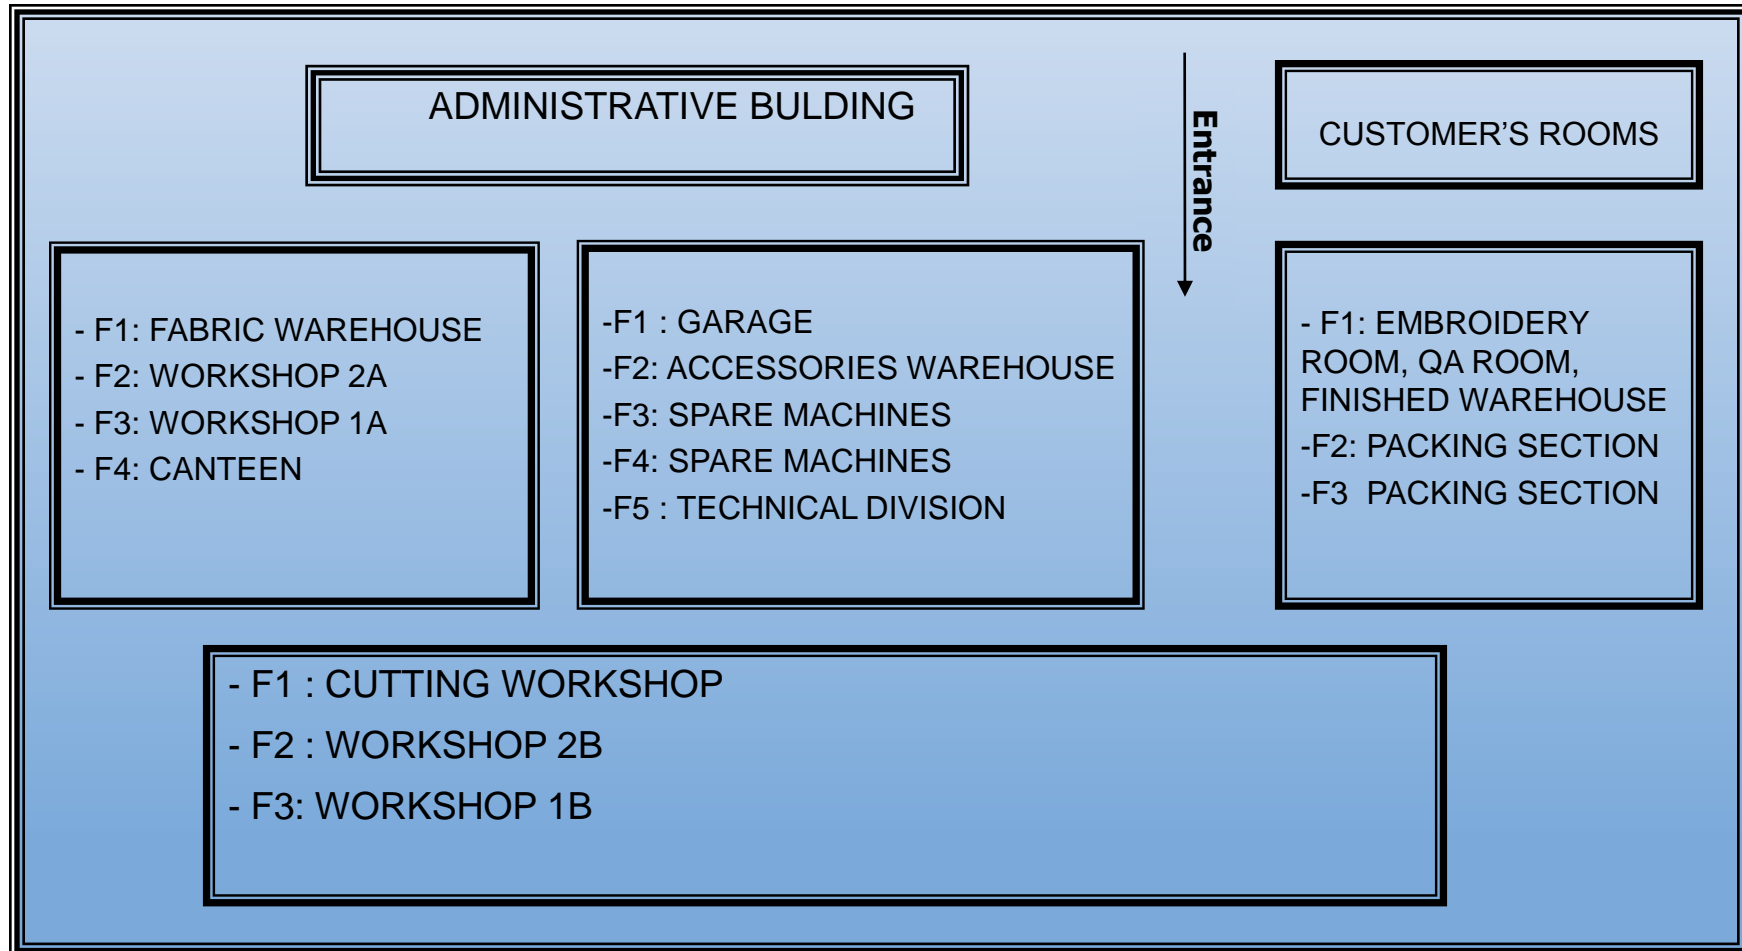 ADMINISTRATIVE BULDING
Entrance
CUSTOMER’S ROOMS
- F1: FABRIC WAREHOUSE
- F2: WORKSHOP 2A
- F3: WORKSHOP 1A
- F4: CANTEEN
-F1 : GARAGE
-F2: ACCESSORIES WAREHOUSE
-F3: SPARE MACHINES
-F4: SPARE MACHINES
-F5 : TECHNICAL DIVISION
- F1: EMBROIDERY
ROOM, QA ROOM,
FINISHED WAREHOUSE
-F2: PACKING SECTION
-F3  PACKING SECTION
- F1 : CUTTING WORKSHOP
- F2 : WORKSHOP 2B
- F3: WORKSHOP 1B